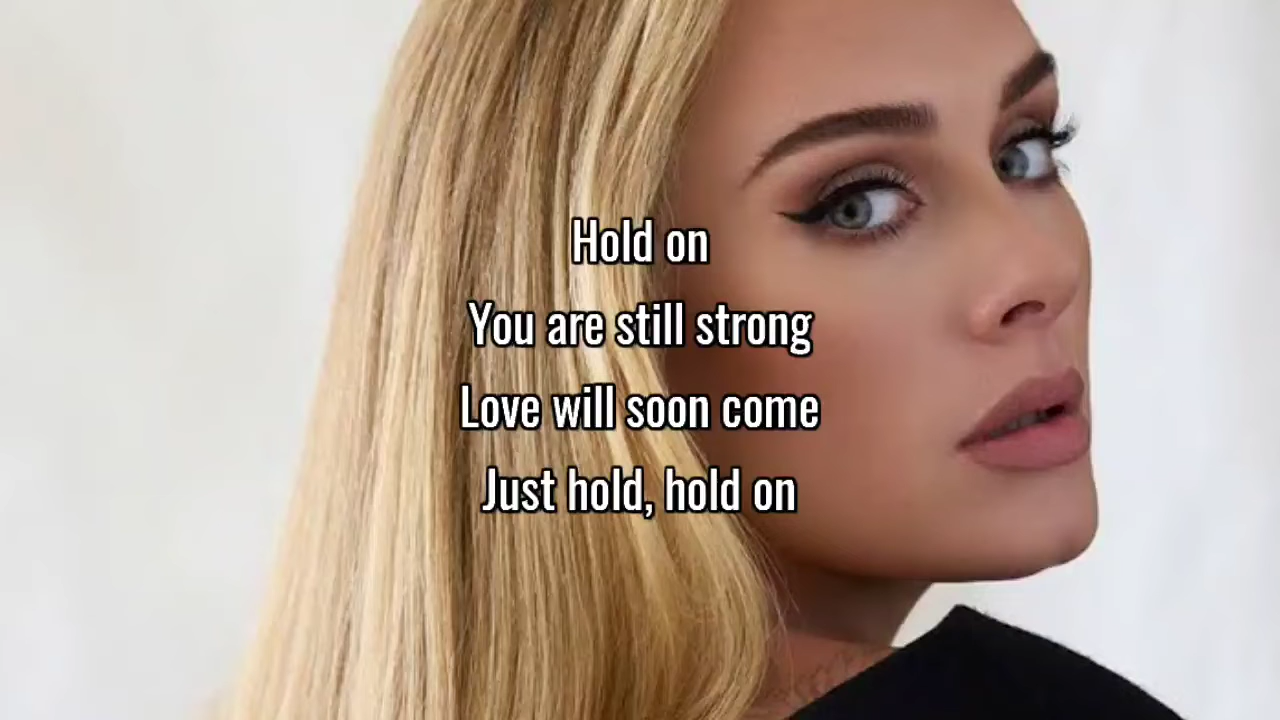 Hold on
You are still strong
Love will soon come
Just hold, hold on